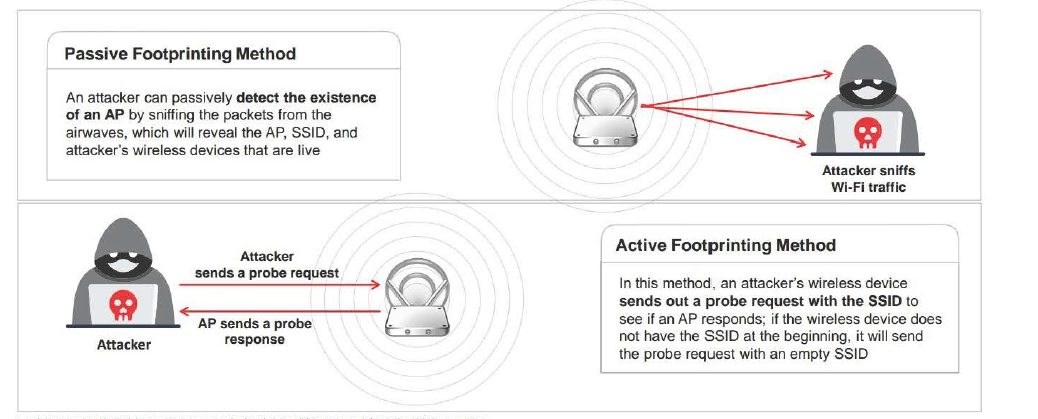 Passive Footprinting Method
An attacker can passively detect the existence
of an AP by sniffing the packets from the
airwaves, which will reveal the AP, SSID, and
attacker's wireless devices that are live
Attacker sniffs
Wi-Fi traffic
Attacker
sends a probe request
AP sends a probe
response
Attacker
Active Footprinting Method
In this method, an attacker's wireless device
sends out a probe request with the SSID to
see if an AP responds; if the wireless device does
not have the SSID at the beginning, it will send
the probe request with an empty SSID